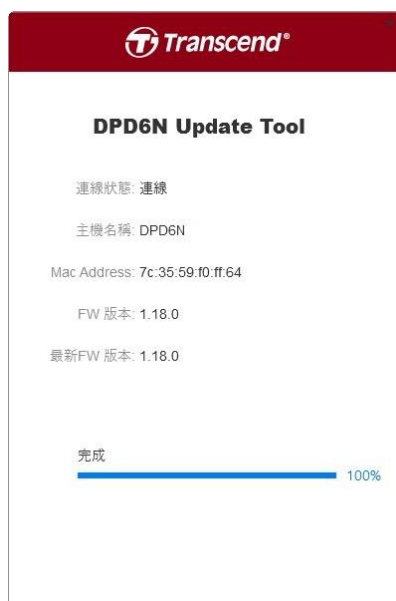 Transcend®
DPD6N Update Tool
連線狀態: 連線
主機名稱: DPD6N
Mac Address: 7c:35:59:f0:ff:64
FW 版本: 1.18.0
最新FW 版本: 1.18.0
完成
100%